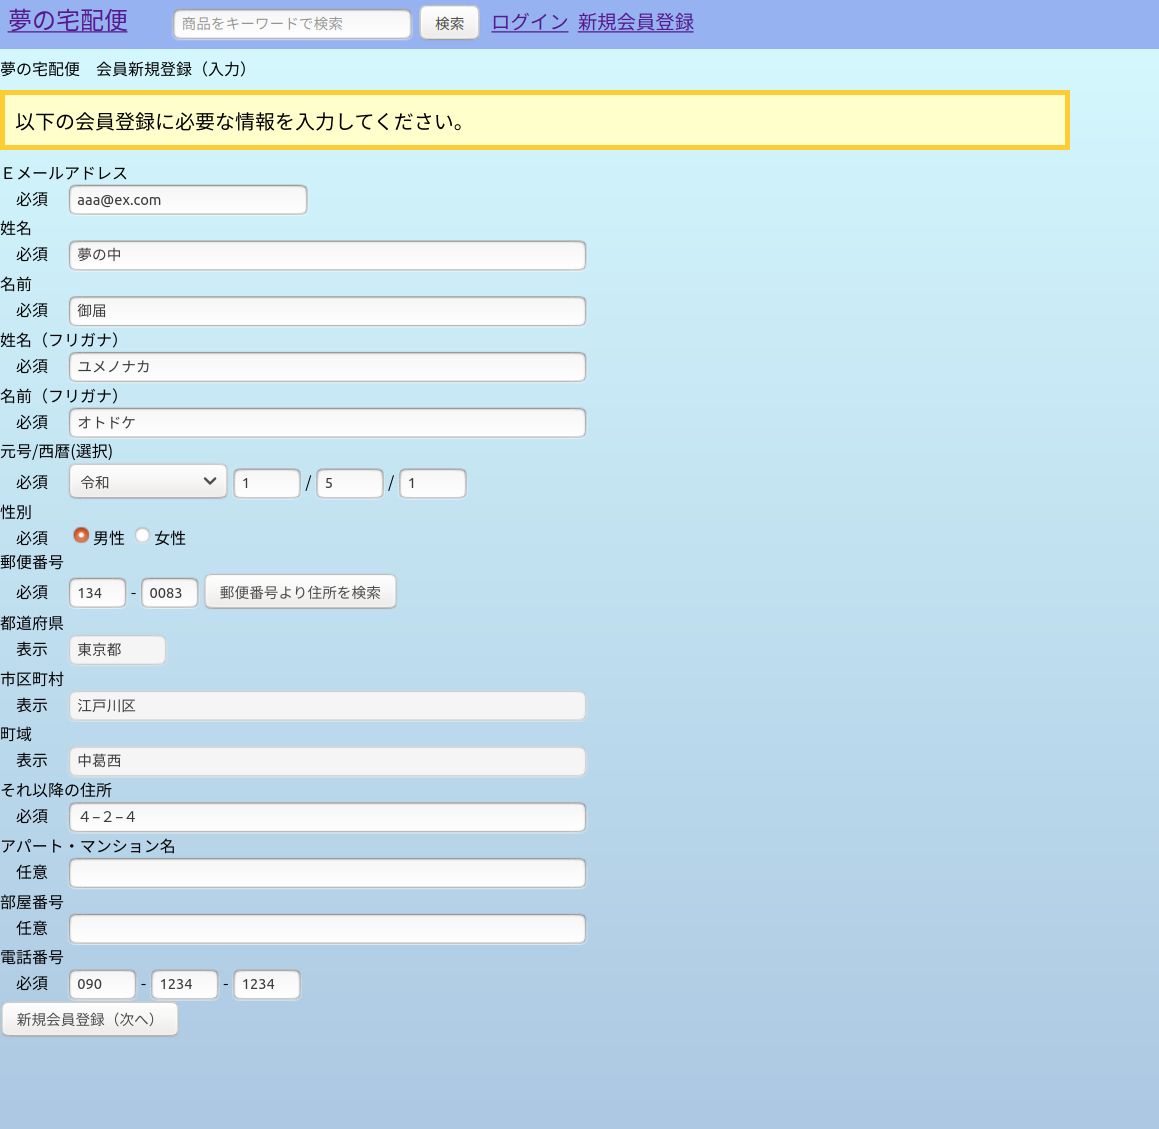 夢の宅配便 商品をキーワードで検索 検索 ログイン 新規会員登録
夢の宅配便　会員新規登録（入力）
以下の会員登録に必要な情報を入力してください。
Ｅメールアドレス
必須 aaa@ex.com
姓名
必須 夢の中
名前
必須 御届
姓名（フリガナ）
必須 ユメノナカ
名前（フリガナ）
必須 オトドケ
元号/西暦(選択)
必須 令和 1 / 5 / 1
性別
必須 男性 女性
郵便番号
必須 134 - 0083 郵便番号より住所を検索
都道府県
表示 東京都
市区町村
表示 江戸川区
町域
表示 中葛西
それ以降の住所
必須 ４−２−４
アパート・マンション名
任意
部屋番号
任意
電話番号
必須 090 - 1234 - 1234
新規会員登録（次へ）